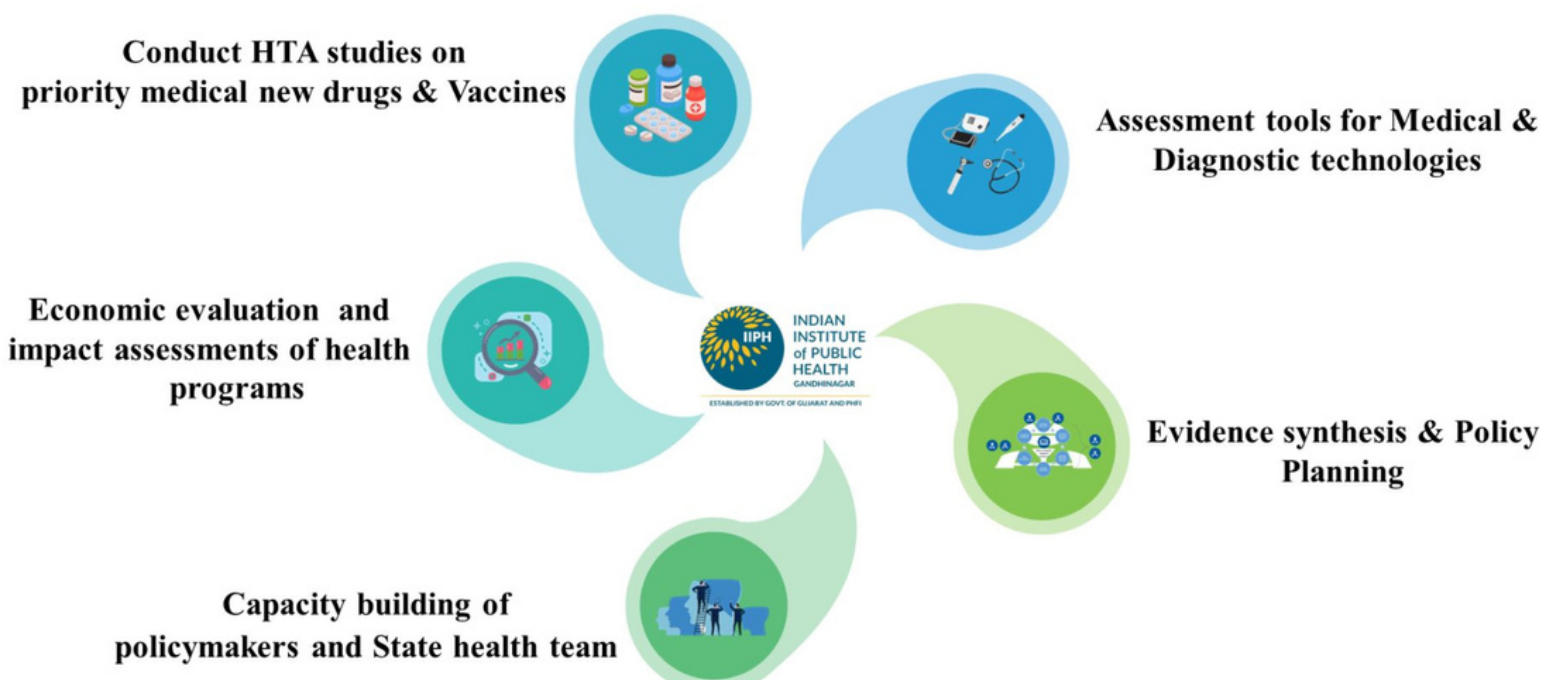 Conduct HTA studies on
priority medical new drugs & Vaccines
Assessment tools for Medical &
Diagnostic technologies
Economic evaluation and
impact assessments of health
programs
IIPH
INDIAN
INSTITUTE
of PUBLIC
HEALTH
GANDHINAGAR
ESTABLISHED BY GOVT. OF GUJARAT AND PHFI
Evidence synthesis & Policy
Planning
Capacity building of
policymakers and State health team